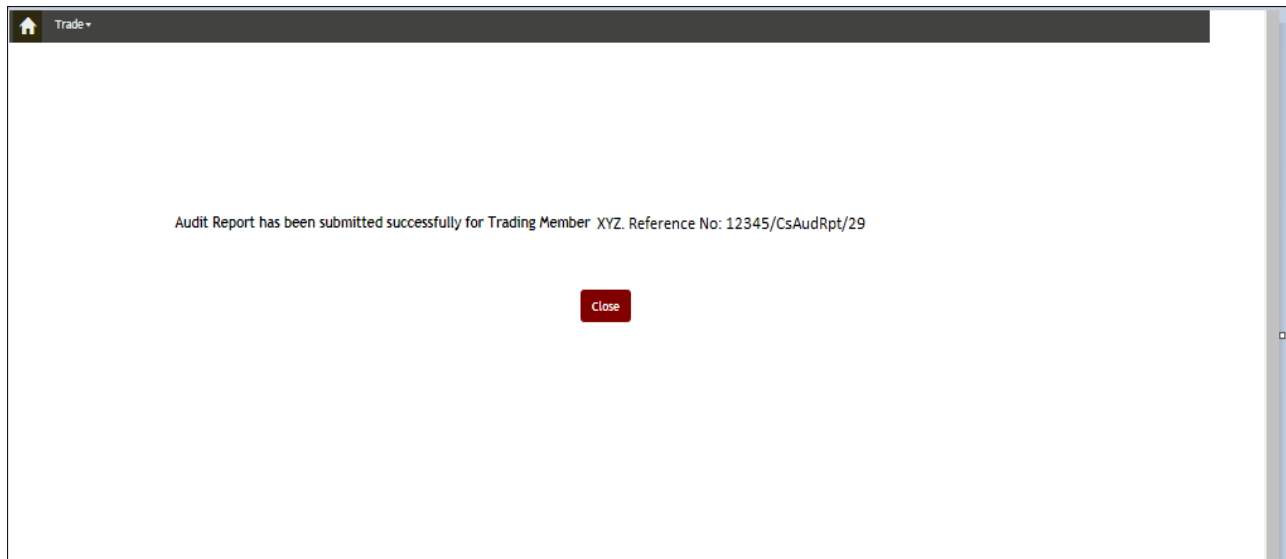 Trade
Audit Report has been submitted successfully for Trading Member XYZ. Reference No: 12345/CsAudRpt/29
Close